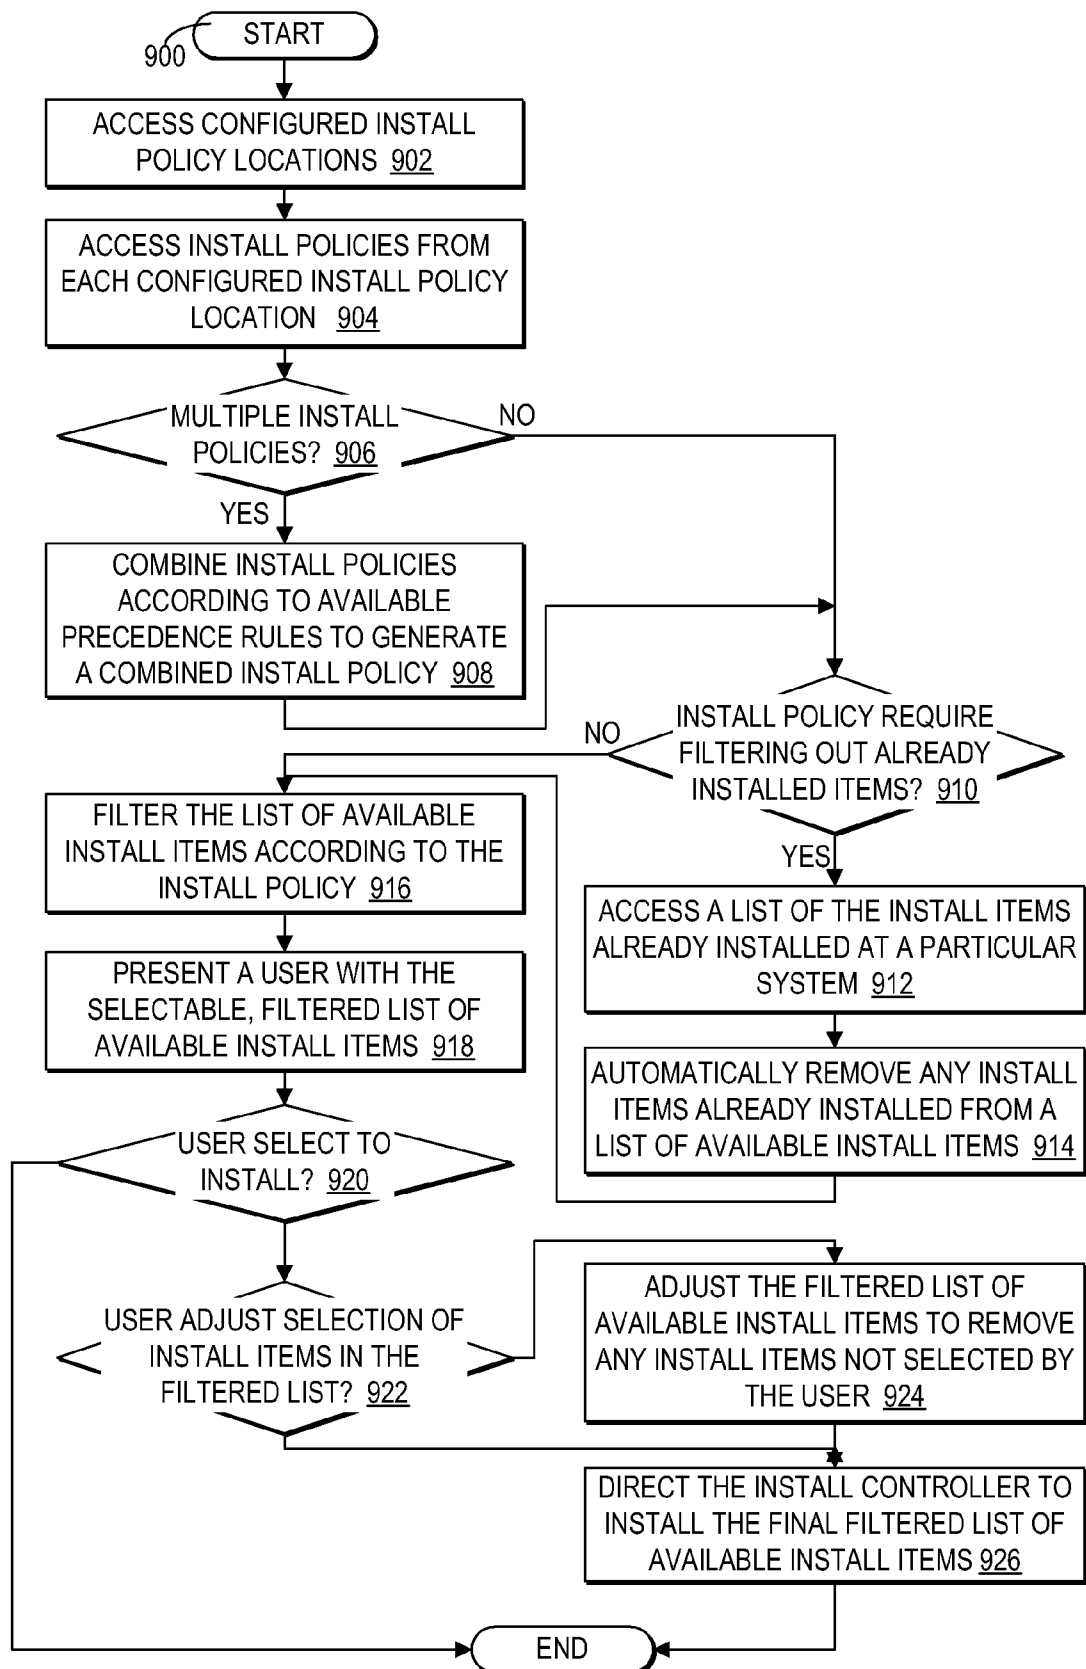 START
900
ACCESS CONFIGURED INSTALL
POLICY LOCATIONS 902
ACCESS INSTALL POLICIES FROM
EACH CONFIGURED INSTALL POLICY
LOCATION 904
MULTIPLE INSTALL
POLICIES? 906
NO
YES
COMBINE INSTALL POLICIES
ACCORDING TO AVAILABLE
PRECEDENCE RULES TO GENERATE
A COMBINED INSTALL POLICY 908
INSTALL POLICY REQUIRE
FILTERING OUT ALREADY
INSTALLED ITEMS? 910
NO
YES
ACCESS A LIST OF THE INSTALL ITEMS
ALREADY INSTALLED AT A PARTICULAR
SYSTEM 912
AUTOMATICALLY REMOVE ANY INSTALL
ITEMS ALREADY INSTALLED FROM A
LIST OF AVAILABLE INSTALL ITEMS 914
FILTER THE LIST OF AVAILABLE
INSTALL ITEMS ACCORDING TO THE
INSTALL POLICY 916
PRESENT A USER WITH THE
SELECTABLE, FILTERED LIST OF
AVAILABLE INSTALL ITEMS 918
USER SELECT TO
INSTALL? 920
USER ADJUST SELECTION OF
INSTALL ITEMS IN THE
FILTERED LIST? 922
ADJUST THE FILTERED LIST OF
AVAILABLE INSTALL ITEMS TO REMOVE
ANY INSTALL ITEMS NOT SELECTED BY
THE USER 924
DIRECT THE INSTALL CONTROLLER TO
INSTALL THE FINAL FILTERED LIST OF
AVAILABLE INSTALL ITEMS 926
END